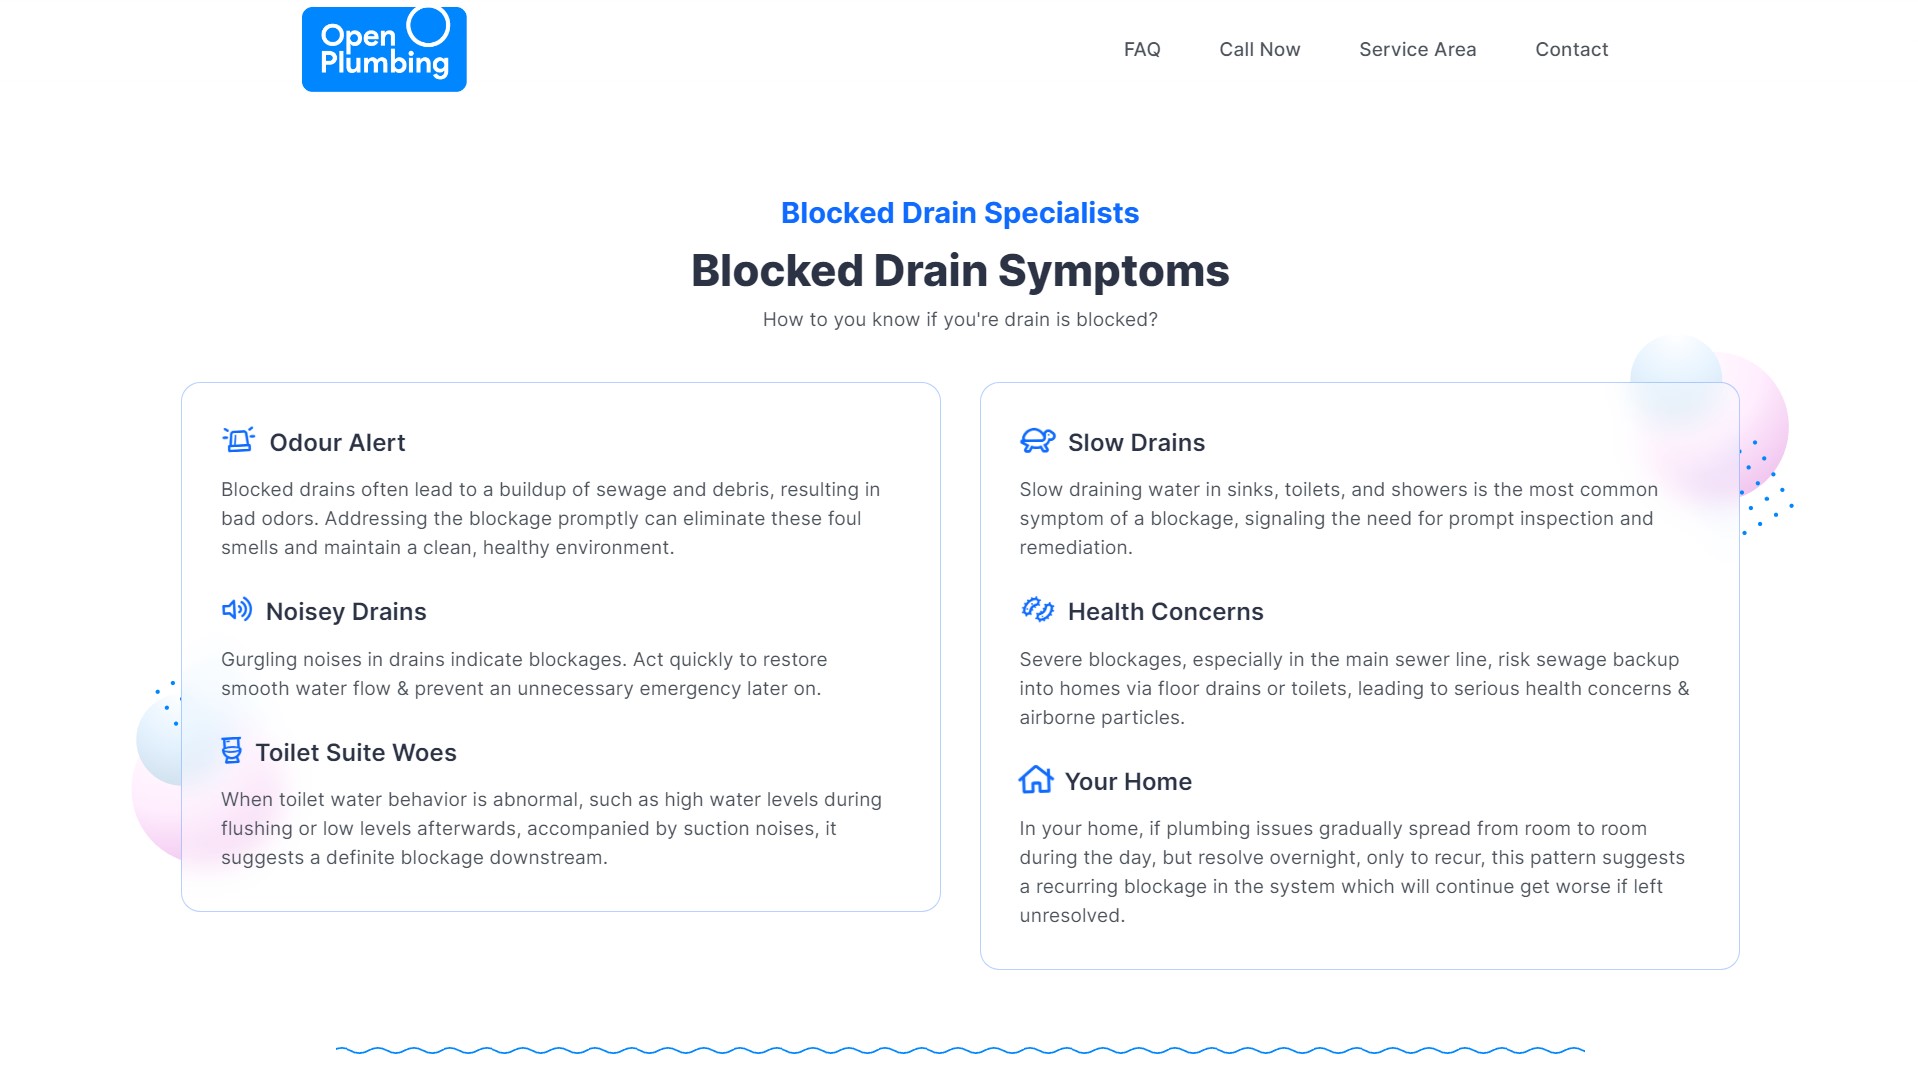 Open
Plumbing
FAQ
Call Now
Service Area
Contact
Blocked Drain Specialists
Blocked Drain Symptoms
How to you know if you're drain is blocked?
Odour Alert
Blocked drains often lead to a buildup of sewage and debris, resulting in
bad odors. Addressing the blockage promptly can eliminate these foul
smells and maintain a clean, healthy environment.
Noisey Drains
Gurgling noises in drains indicate blockages. Act quickly to restore
smooth water flow & prevent an unnecessary emergency later on.
Toilet Suite Woes
When toilet water behavior is abnormal, such as high water levels during
flushing or low levels afterwards, accompanied by suction noises, it
suggests a definite blockage downstream.
Slow Drains
Slow draining water in sinks, toilets, and showers is the most common
symptom of a blockage, signaling the need for prompt inspection and
remediation.
Health Concerns
Severe blockages, especially in the main sewer line, risk sewage backup
into homes via floor drains or toilets, leading to serious health concerns &
airborne particles.
Your Home
In your home, if plumbing issues gradually spread from room to room
during the day, but resolve overnight, only to recur, this pattern suggests
a recurring blockage in the system which will continue get worse if left
unresolved.